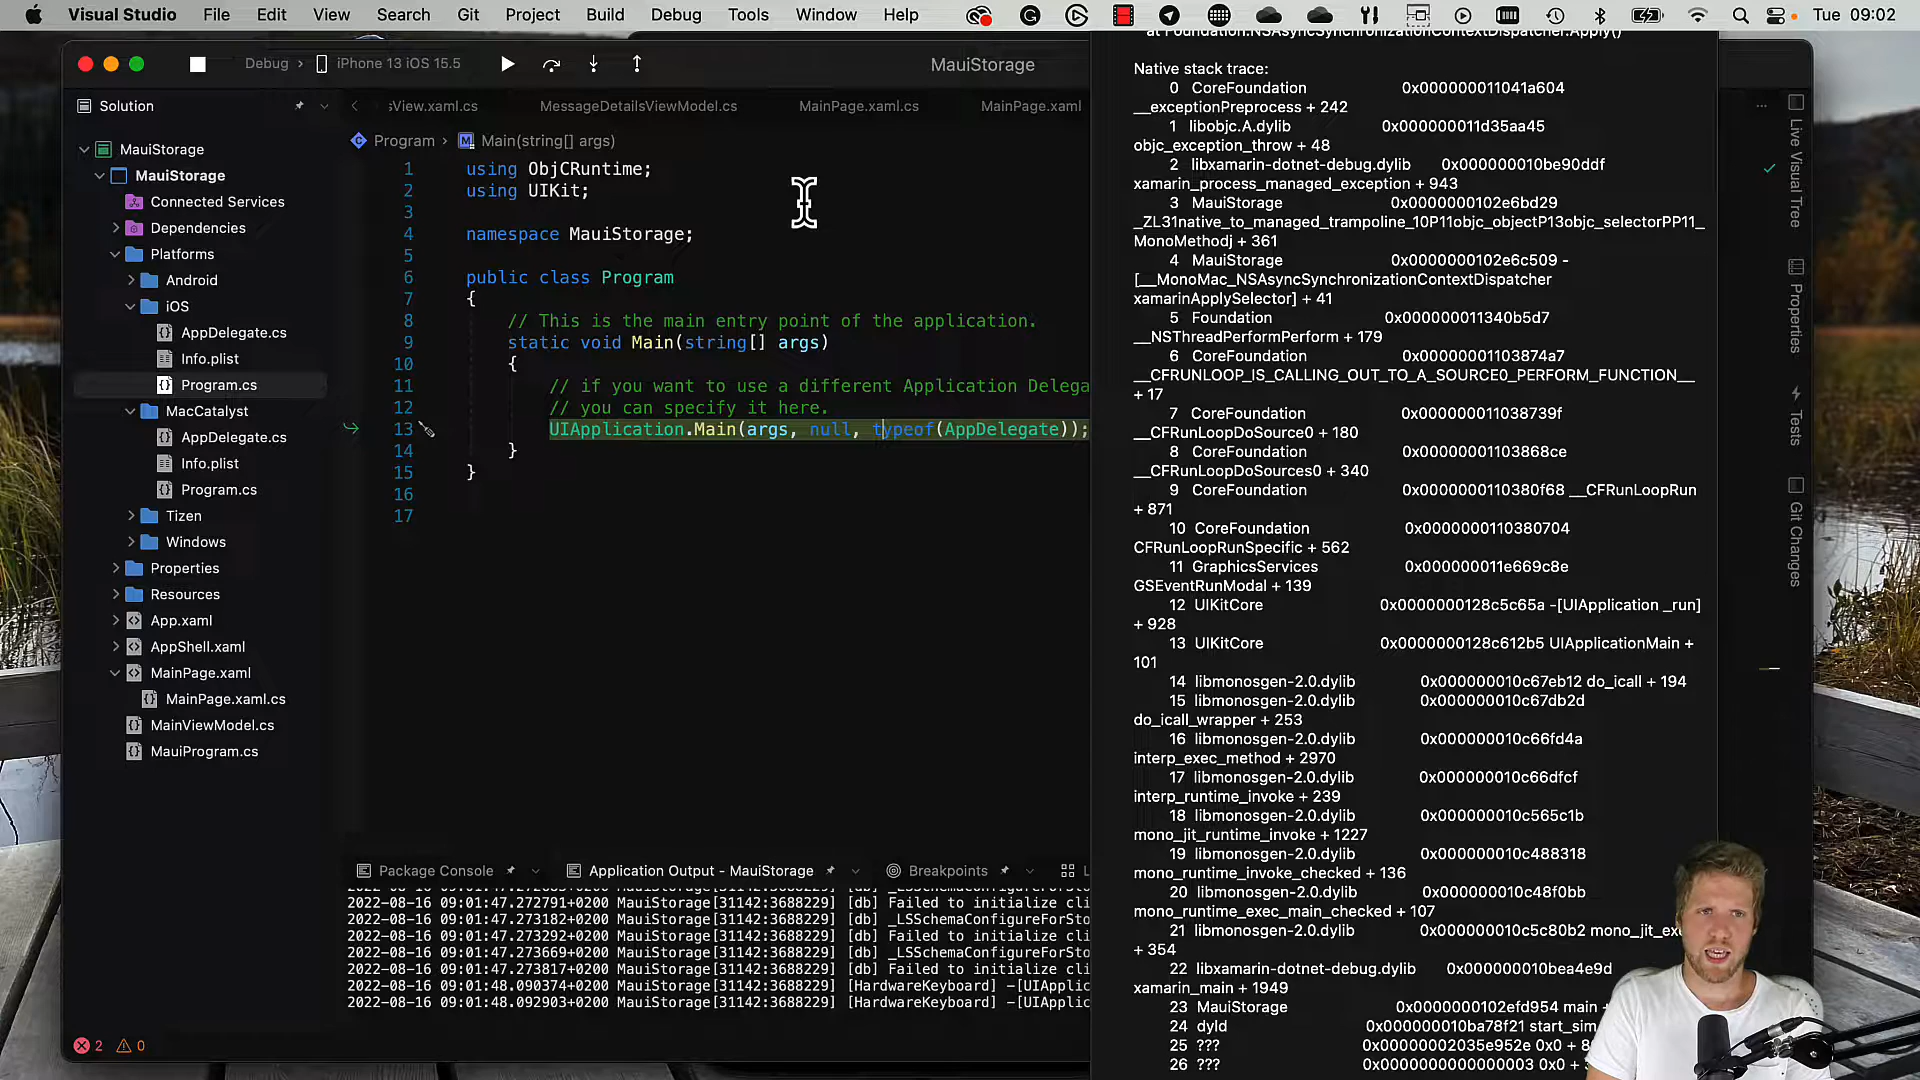 Visual Studio File Edit View Search Git Project Build Debug Tools Window Help Tue 09:02
Debug > iPhone 13 iOS 15.5 MauiStorage
at Foundation.NSAsyncSynchronizationContextDispatcher.Apply()
Solution
sView.xaml.cs MessageDetailsViewModel.cs MainPage.xaml.cs MainPage.xaml
Program > Main(string[] args)
MauiStorage
MauiStorage
Connected Services
Dependencies
Platforms
Android
iOS
AppDelegate.cs
Info.plist
Program.cs
MacCatalyst
AppDelegate.cs
Info.plist
Program.cs
Tizen
Windows
Properties
Resources
App.xaml
AppShell.xaml
MainPage.xaml
MainPage.xaml.cs
MainViewModel.cs
MauiProgram.cs
1 using ObjCRuntime;
2 using UIKit;
3
4 namespace MauiStorage;
5
6 public class Program
7 {
8 // This is the main entry point of the application.
9 static void Main(string[] args)
10 {
11 // if you want to use a different Application Delega
12 // you can specify it here.
13 UIApplication.Main(args, null, typeof(AppDelegate));
14 }
15 }
16
17
Package Console Application Output - MauiStorage Breakpoints L
2022-08-16 09:01:47.272791+0200 MauiStorage[31142:3688229] [db] Failed to initialize cli
2022-08-16 09:01:47.273182+0200 MauiStorage[31142:3688229] [db] _LSSchemaConfigureForSto
2022-08-16 09:01:47.273292+0200 MauiStorage[31142:3688229] [db] Failed to initialize cli
2022-08-16 09:01:47.273669+0200 MauiStorage[31142:3688229] [db] _LSSchemaConfigureForSto
2022-08-16 09:01:47.273817+0200 MauiStorage[31142:3688229] [db] Failed to initialize cli
2022-08-16 09:01:48.090374+0200 MauiStorage[31142:3688229] [HardwareKeyboard] -[UIApplic
2022-08-16 09:01:48.092903+0200 MauiStorage[31142:3688229] [HardwareKeyboard] -[UIApplic
2 0
Native stack trace:
0 CoreFoundation 0x000000011041a604
__exceptionPreprocess + 242
1 libobjc.A.dylib 0x000000011d35aa45
objc_exception_throw + 48
2 libxamarin-dotnet-debug.dylib 0x000000010be90ddf
xamarin_process_managed_exception + 943
3 MauiStorage 0x0000000102e6bd29
_ZL31native_to_managed_trampoline_10P11objc_objectP13objc_selectorPP11_
MonoMethodj + 361
4 MauiStorage 0x0000000102e6c509 -
[__MonoMac_NSAsyncSynchronizationContextDispatcher
xamarinApplySelector] + 41
5 Foundation 0x000000011340b5d7
__NSThreadPerformPerform + 179
6 CoreFoundation 0x00000001103874a7
__CFRUNLOOP_IS_CALLING_OUT_TO_A_SOURCE0_PERFORM_FUNCTION__
+ 17
7 CoreFoundation 0x000000011038739f
__CFRunLoopDoSource0 + 180
8 CoreFoundation 0x00000001103868ce
__CFRunLoopDoSources0 + 340
9 CoreFoundation 0x0000000110380f68 __CFRunLoopRun
+ 871
10 CoreFoundation 0x0000000110380704
CFRunLoopRunSpecific + 562
11 GraphicsServices 0x000000011e669c8e
GSEventRunModal + 139
12 UIKitCore 0x0000000128c5c65a -[UIApplication _run]
+ 928
13 UIKitCore 0x0000000128c612b5 UIApplicationMain +
101
14 libmonosgen-2.0.dylib 0x000000010c67eb12 do_icall + 194
15 libmonosgen-2.0.dylib 0x000000010c67db2d
do_icall_wrapper + 253
16 libmonosgen-2.0.dylib 0x000000010c66fd4a
interp_exec_method + 2970
17 libmonosgen-2.0.dylib 0x000000010c66dfcf
interp_runtime_invoke + 239
18 libmonosgen-2.0.dylib 0x000000010c565c1b
mono_jit_runtime_invoke + 1227
19 libmonosgen-2.0.dylib 0x000000010c488318
mono_runtime_invoke_checked + 136
20 libmonosgen-2.0.dylib 0x000000010c48f0bb
mono_runtime_exec_main_checked + 107
21 libmonosgen-2.0.dylib 0x000000010c5c80b2 mono_jit_exe
+ 354
22 libxamarin-dotnet-debug.dylib 0x000000010bea4e9d
xamarin_main + 1949
23 MauiStorage 0x0000000102efd954 main +
24 dyld 0x000000010ba78f21 start_sim
25 ??? 0x00000002035e952e 0x0 + 8
26 ??? 0x0000000000000003 0x0 +
Live Visual Tree
Properties
Tests
Git Changes